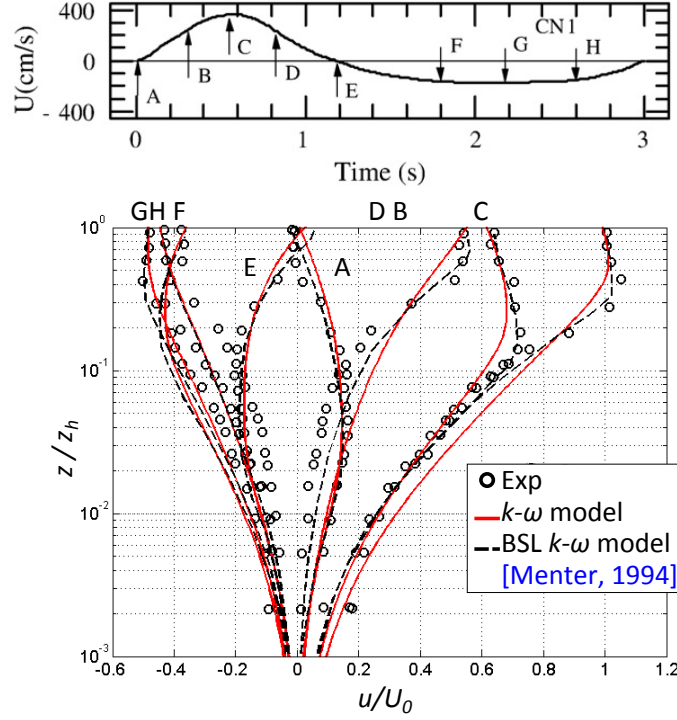 U(cm/s)
400
0
- 400
CN1
A
B
C
D
E
F
G
H
0
1
2
3
Time (s)
GH F
D B
C
E
A
z / z_h
10^0
10^-1
10^-2
10^-3
Exp
k-ω model
BSL k-ω model
[Menter, 1994]
-0.6
-0.4
-0.2
0
0.2
0.4
0.6
0.8
1
1.2
u/U_0